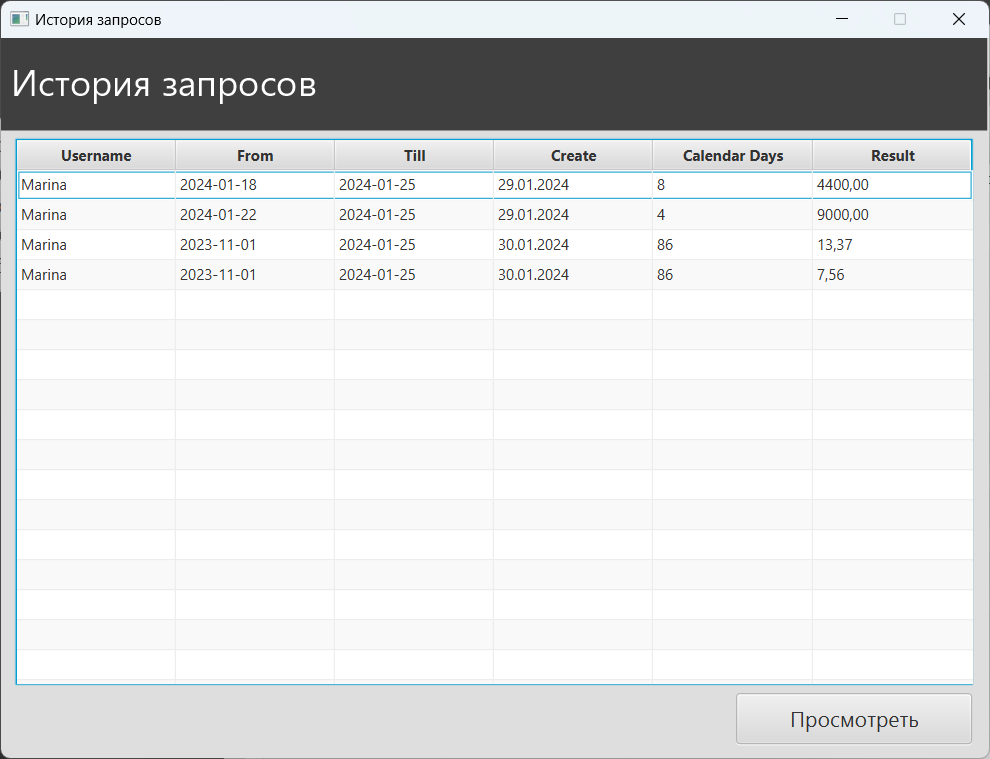 История запросов
История запросов
Username From Till Create Calendar Days Result
Marina 2024-01-18 2024-01-25 29.01.2024 8 4400,00
Marina 2024-01-22 2024-01-25 29.01.2024 4 9000,00
Marina 2023-11-01 2024-01-25 30.01.2024 86 13,37
Marina 2023-11-01 2024-01-25 30.01.2024 86 7,56
Просмотреть